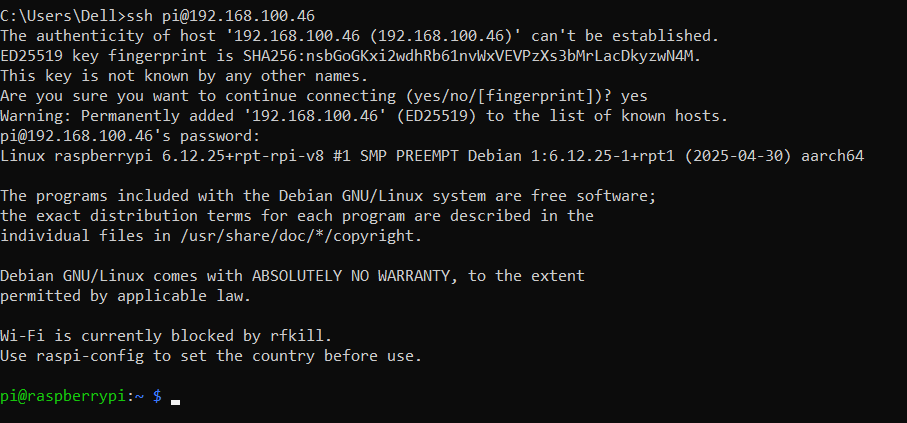 C:\Users\Dell>ssh pi@192.168.100.46
The authenticity of host '192.168.100.46 (192.168.100.46)' can't be established.
ED25519 key fingerprint is SHA256:nsbGoGKxi2wdhRb61nvWxVEVPzXs3bMrLacDkyzwN4M.
This key is not known by any other names.
Are you sure you want to continue connecting (yes/no/[fingerprint])? yes
Warning: Permanently added '192.168.100.46' (ED25519) to the list of known hosts.
pi@192.168.100.46's password:
Linux raspberrypi 6.12.25+rpt-rpi-v8 #1 SMP PREEMPT Debian 1:6.12.25-1+rpt1 (2025-04-30) aarch64
The programs included with the Debian GNU/Linux system are free software;
the exact distribution terms for each program are described in the
individual files in /usr/share/doc/*/copyright.
Debian GNU/Linux comes with ABSOLUTELY NO WARRANTY, to the extent
permitted by applicable law.
Wi-Fi is currently blocked by rfkill.
Use raspi-config to set the country before use.
pi@raspberrypi:~ $